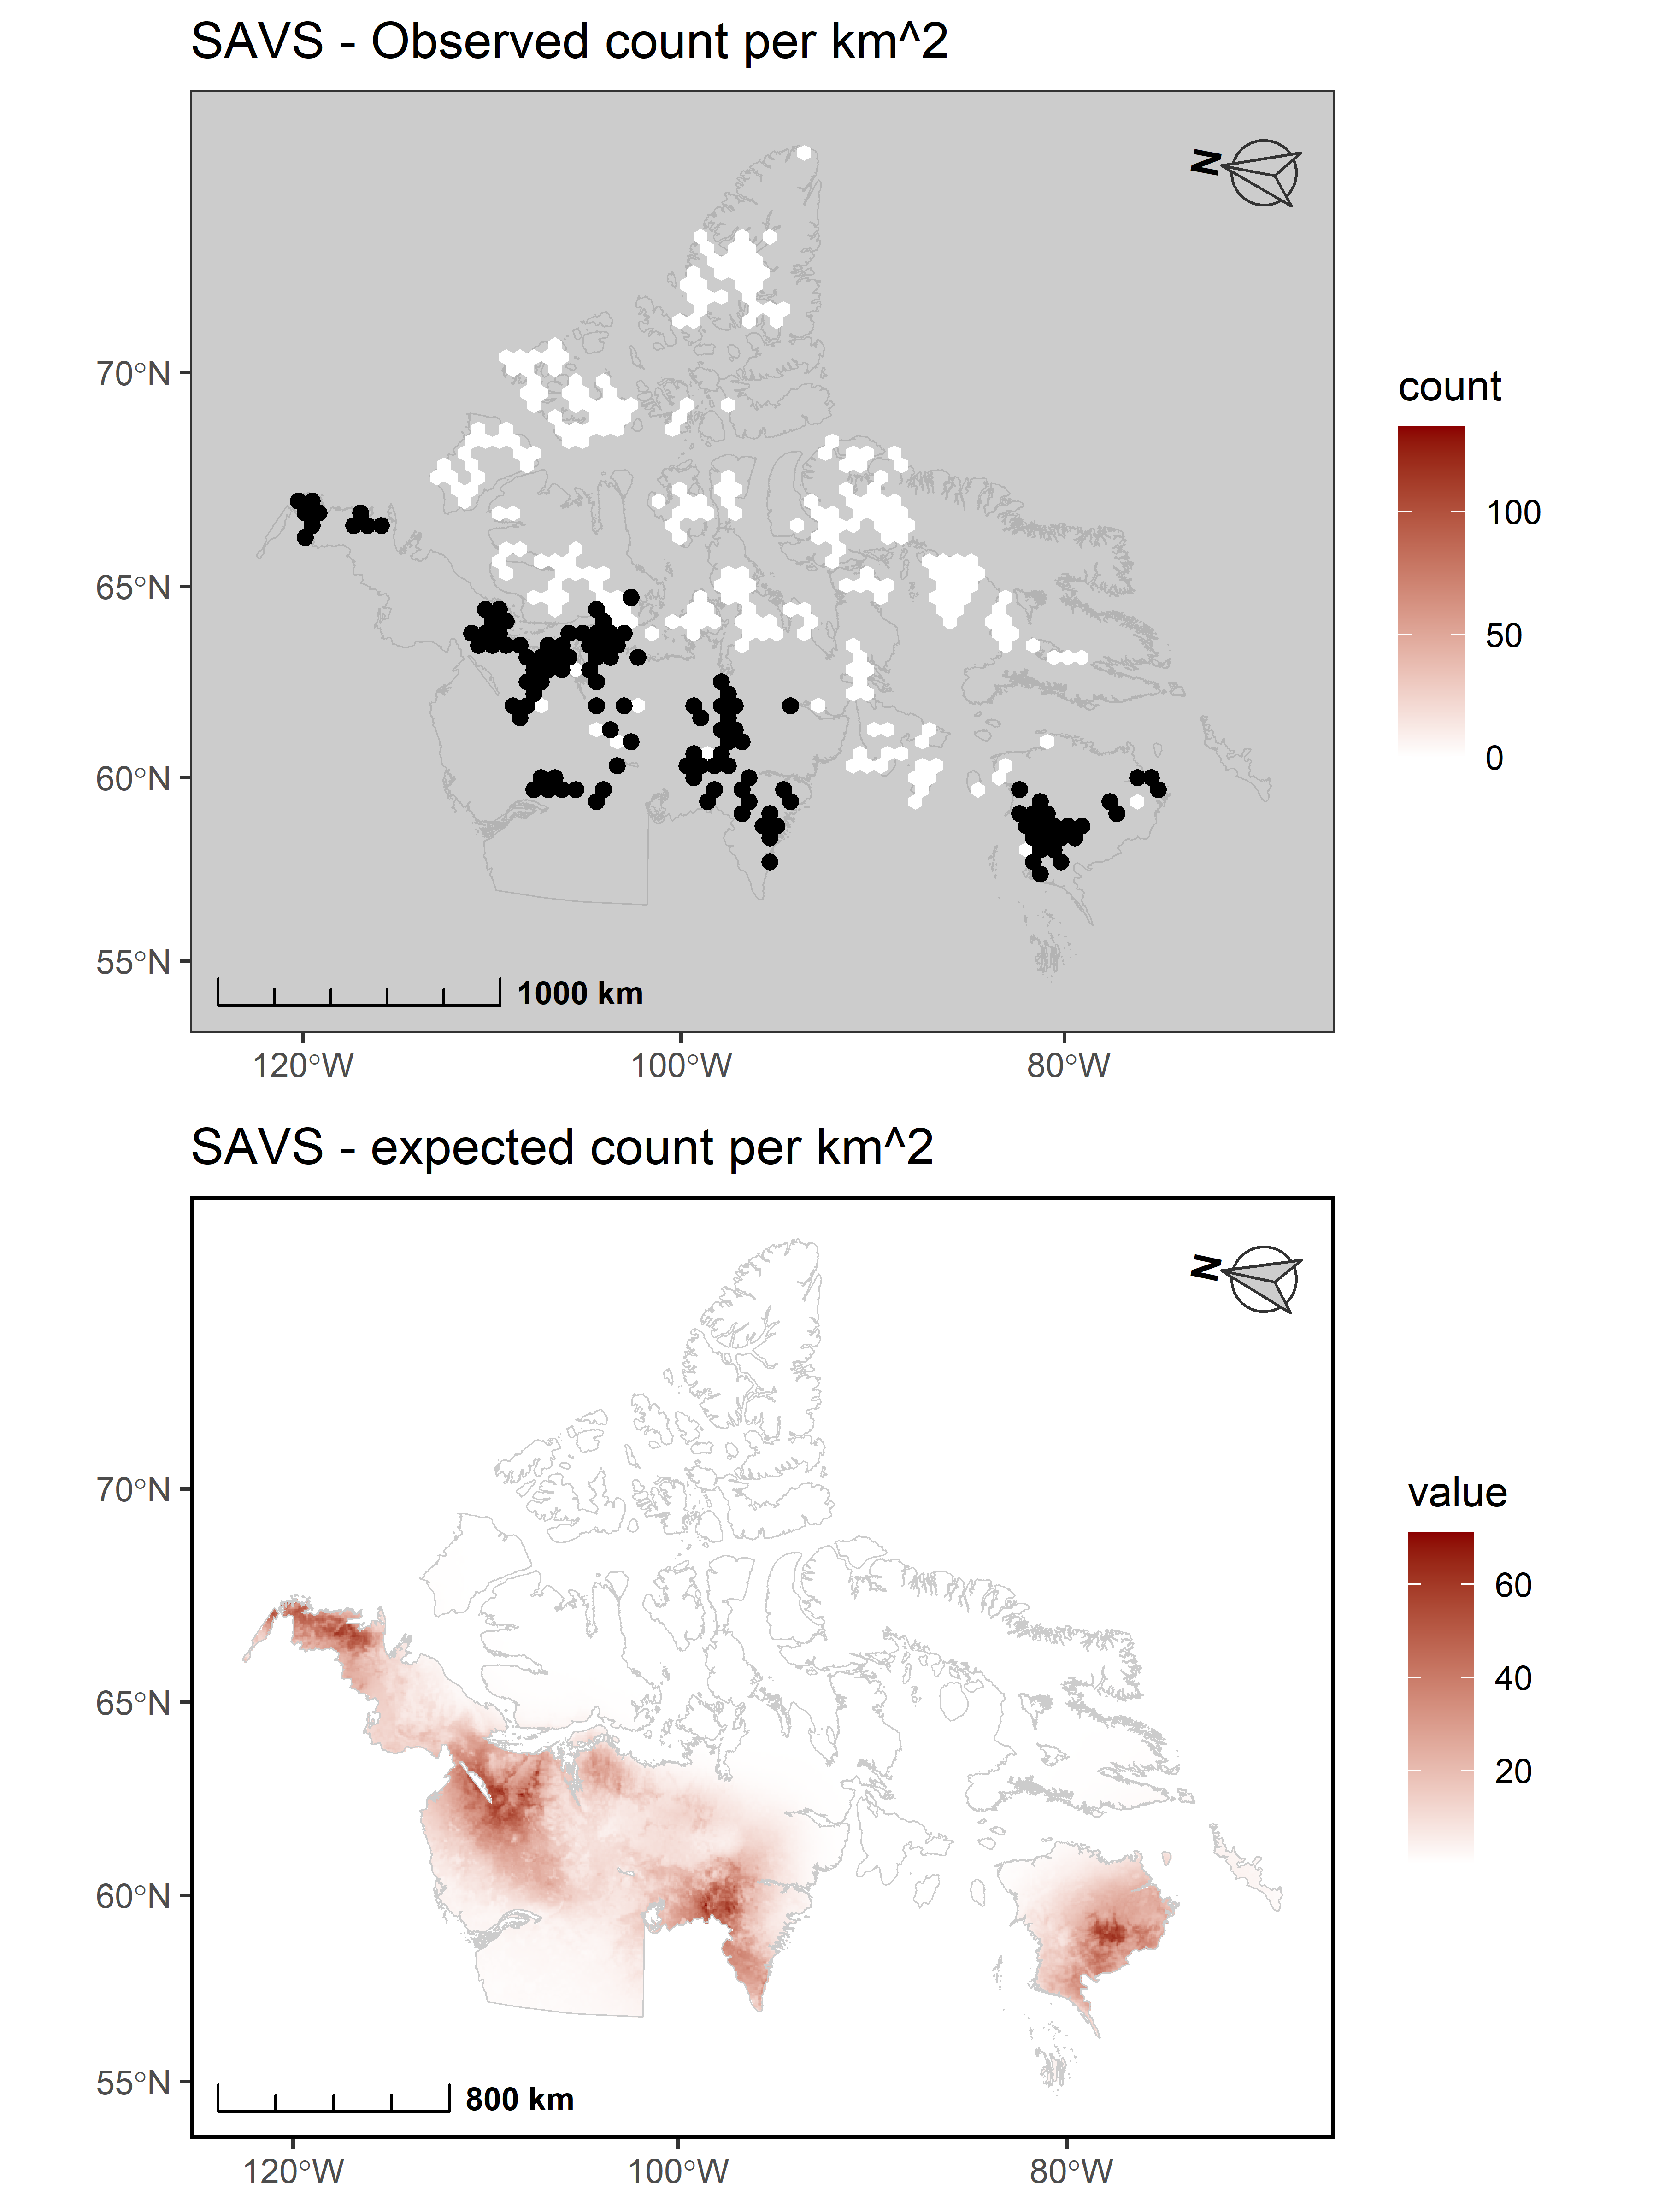 SAVS - Observed count per km^2
N
70°N
65°N
60°N
55°N
1000 km
120°W
100°W
80°W
count
100
50
0
SAVS - expected count per km^2
N
70°N
65°N
60°N
55°N
800 km
120°W
100°W
80°W
value
60
40
20